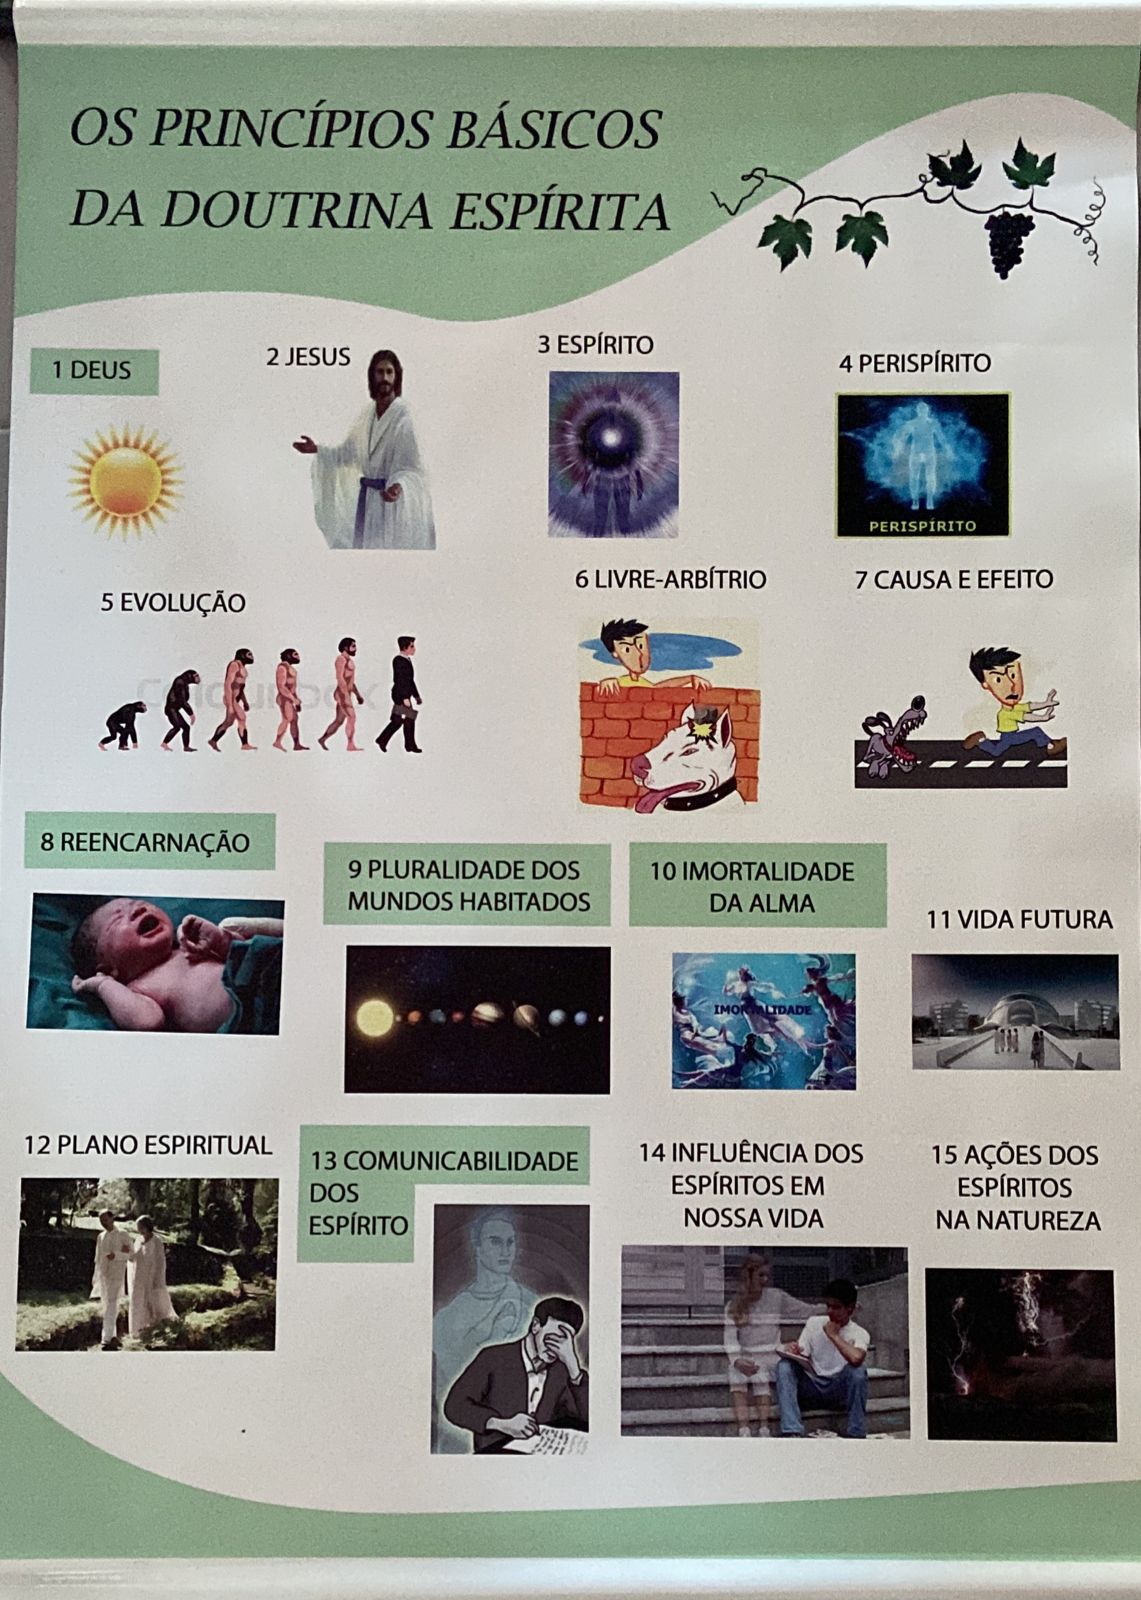 OS PRINCÍPIOS BÁSICOS
DA DOUTRINA ESPÍRITA
1 DEUS
2 JESUS
3 ESPÍRITO
4 PERISPÍRITO
PERISPÍRITO
5 EVOLUÇÃO
6 LIVRE-ARBÍTRIO
7 CAUSA E EFEITO
8 REENCARNAÇÃO
9 PLURALIDADE DOS
MUNDOS HABITADOS
10 IMORTALIDADE
DA ALMA
IMORTALIDADE
11 VIDA FUTURA
12 PLANO ESPIRITUAL
13 COMUNICABILIDADE
DOS
ESPÍRITO
14 INFLUÊNCIA DOS
ESPÍRITOS EM
NOSSA VIDA
15 AÇÕES DOS
ESPÍRITOS
NA NATUREZA